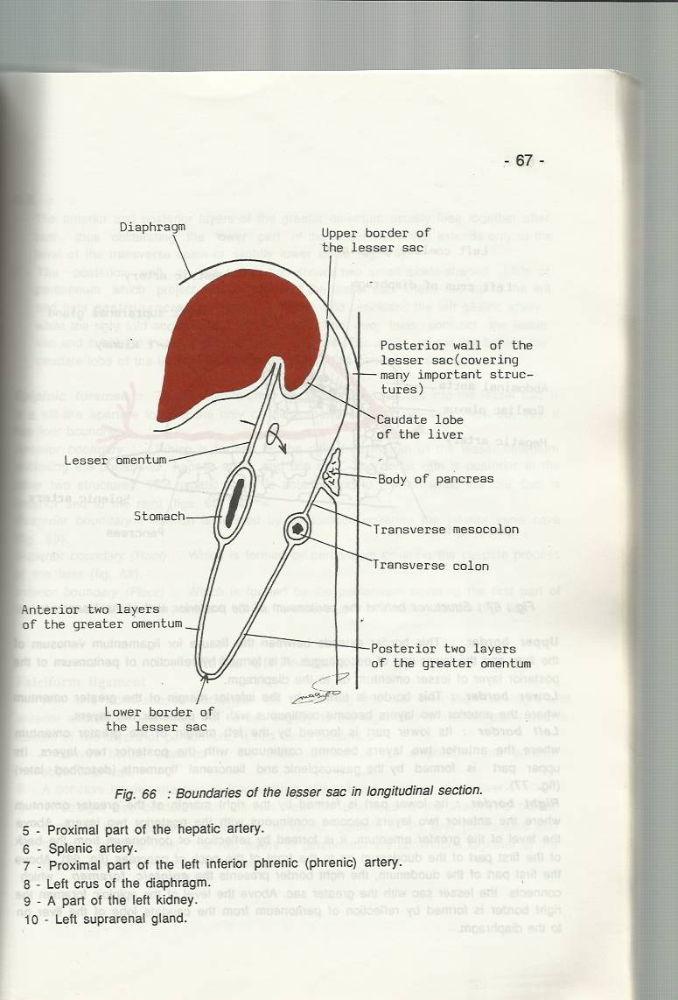 - 67 -
Diaphragm
Upper border of
the lesser sac
Posterior wall of the
lesser sac(covering
many important struc-
tures)
Caudate lobe
of the liver
Lesser omentum
Body of pancreas
Stomach
Transverse mesocolon
Transverse colon
Anterior two layers
of the greater omentum
Posterior two layers
of the greater omentum
Lower border of
the lesser sac
Fig. 66 : Boundaries of the lesser sac in longitudinal section.
5 - Proximal part of the hepatic artery.
6 - Splenic artery.
7 - Proximal part of the left inferior phrenic (phrenic) artery.
8 - Left crus of the diaphragm.
9 - A part of the left kidney.
10 - Left suprarenal gland.